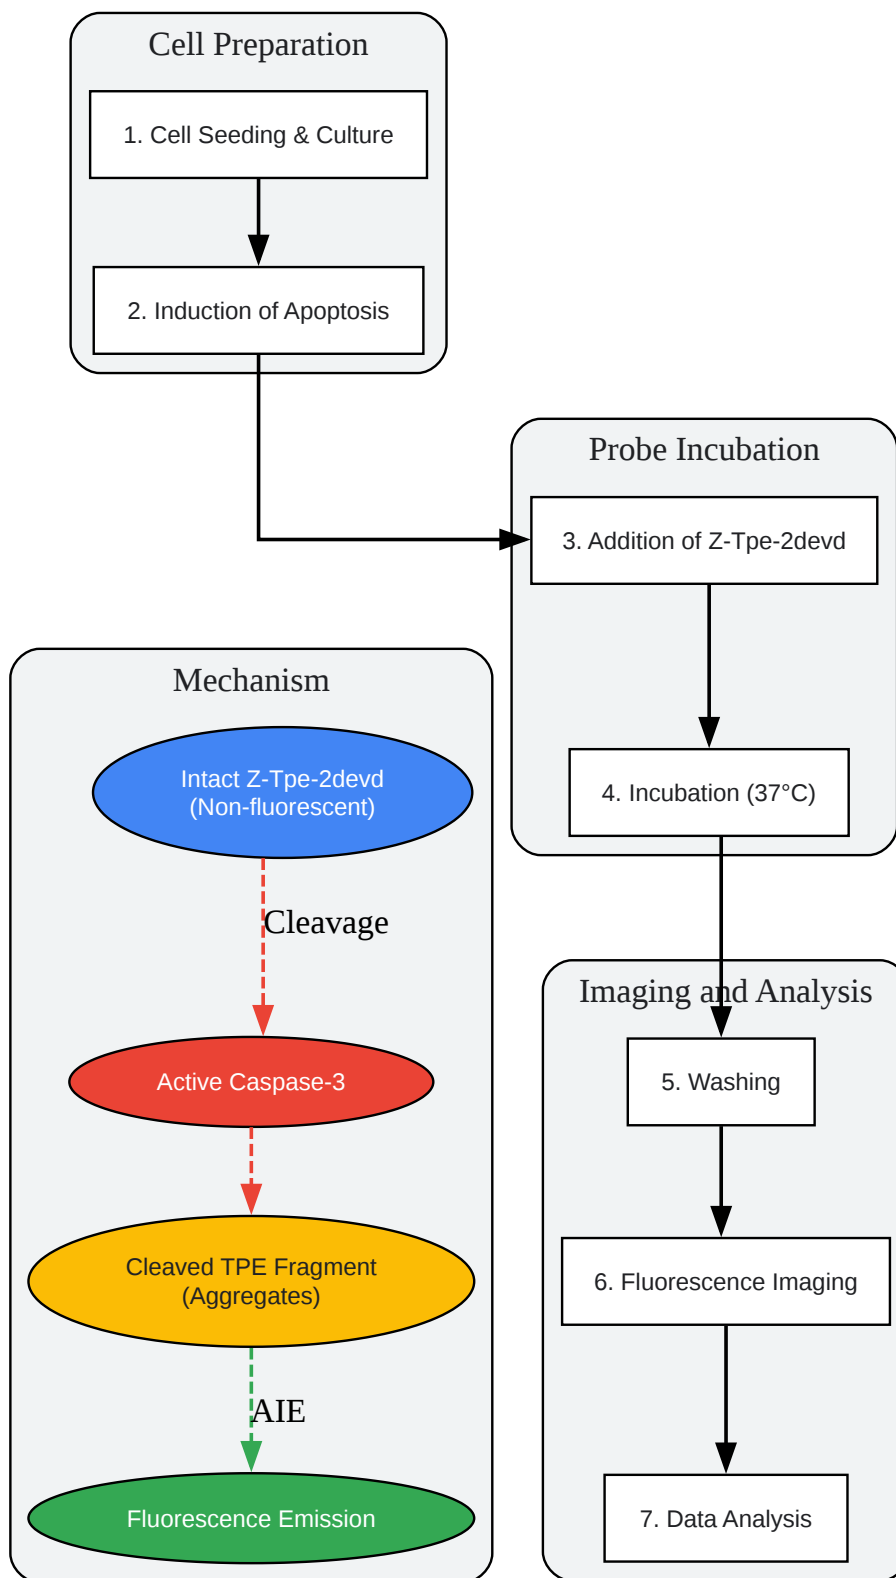 Cell Preparation
1. Cell Seeding & Culture
2. Induction of Apoptosis
Probe Incubation
3. Addition of Z-Tpe-2devd
4. Incubation (37°C)
Mechanism
Intact Z-Tpe-2devd
(Non-fluorescent)
Cleavage
Active Caspase-3
Cleaved TPE Fragment
(Aggregates)
AIE
Fluorescence Emission
Imaging and Analysis
5. Washing
6. Fluorescence Imaging
7. Data Analysis